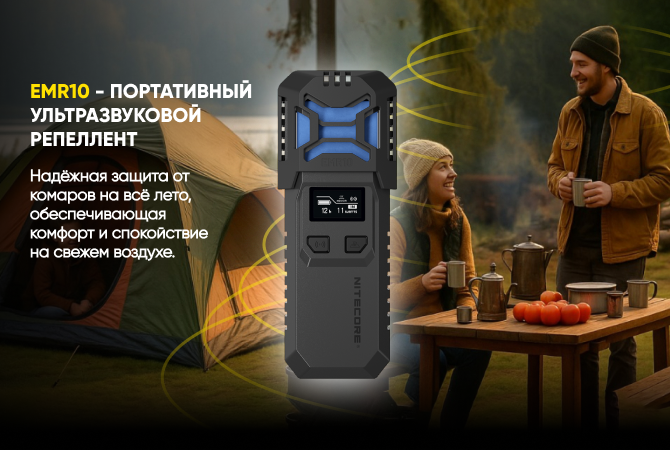 EMR10 - ПОРТАТИВНЫЙ
УЛЬТРАЗВУКОВОЙ
РЕПЕЛЛЕНТ
Надёжная защита от
комаров на всё лето,
обеспечивающая
комфорт и спокойствие
на свежем воздухе.
NITECORE